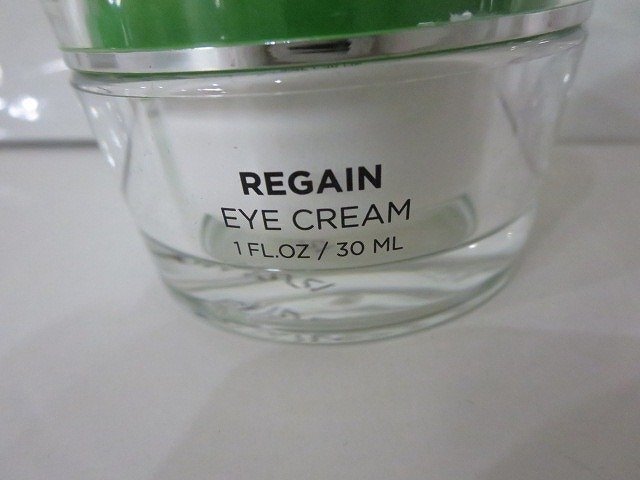 REGAIN
EYE CREAM
1 FL.OZ / 30 ML